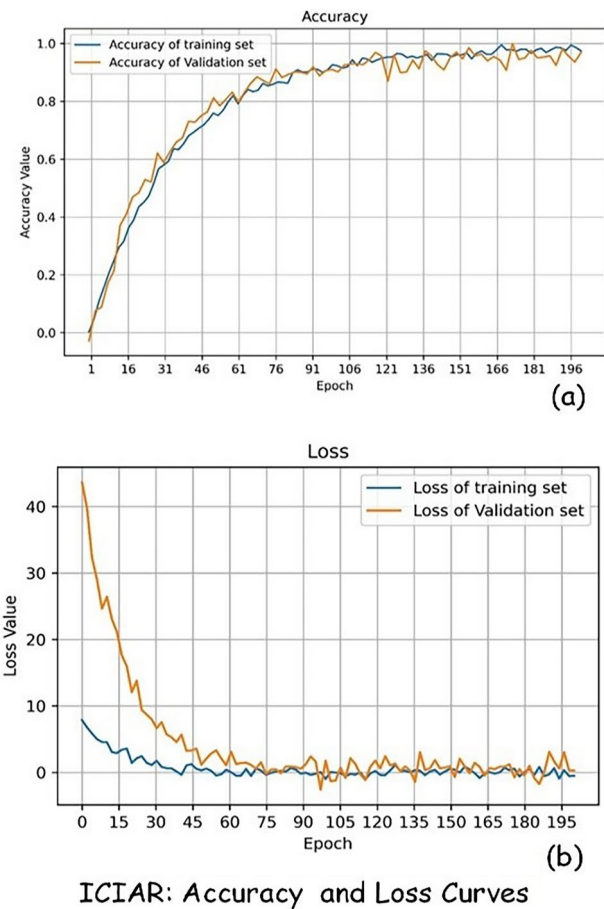 Accuracy
1.0
0.8
0.6
0.4
0.2
0.0
Accuracy Value
Accuracy of training set
Accuracy of Validation set
1 16 31 46 61 76 91 106 121 136 151 166 181 196
Epoch
(a)
Loss
40
30
20
10
0
Loss Value
Loss of training set
Loss of Validation set
0 15 30 45 60 75 90 105 120 135 150 165 180 195
Epoch
(b)
ICIAR: Accuracy and Loss Curves